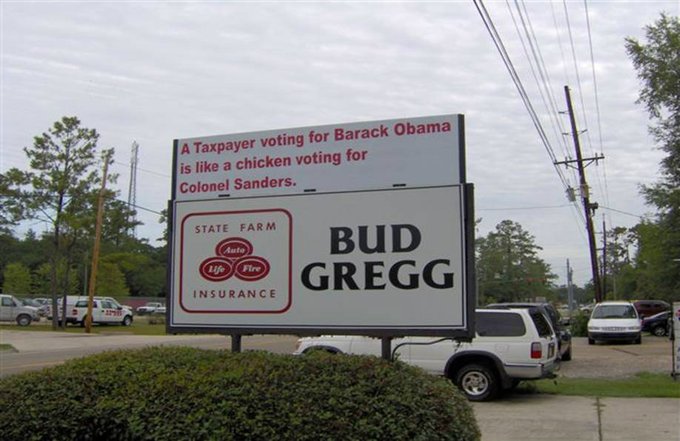 A Taxpayer voting for Barack Obama
is like a chicken voting for
Colonel Sanders.
STATE FARM
Auto
Life Fire
INSURANCE
BUD
GREGG